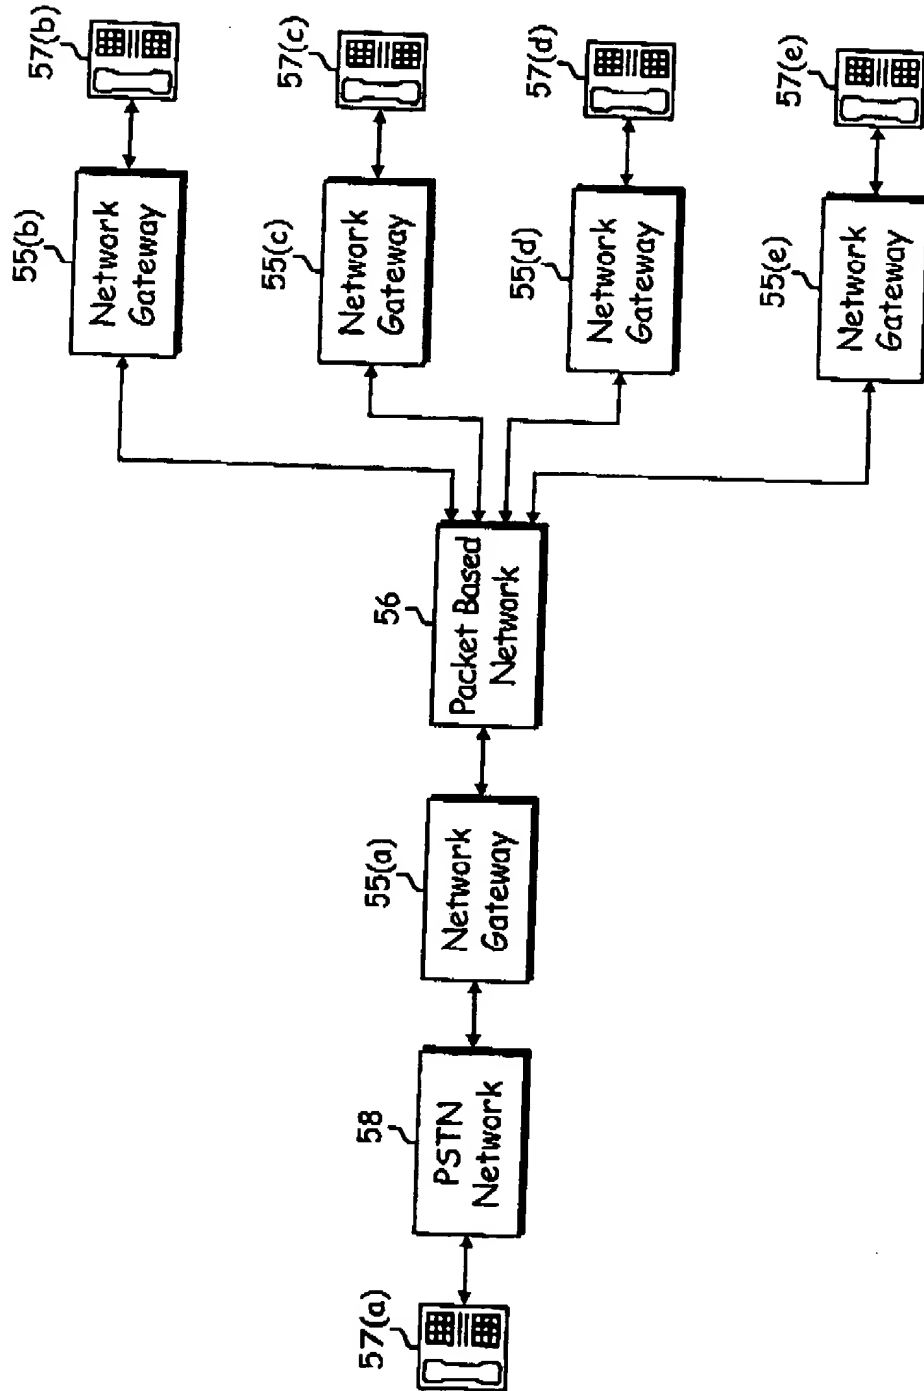 57(b)
55(b)
Network
Gateway
57(c)
55(c)
Network
Gateway
57(d)
55(d)
Network
Gateway
57(e)
55(e)
Network
Gateway
56
Packet Based
Network
55(a)
Network
Gateway
58
PSTN
Network
57(a)